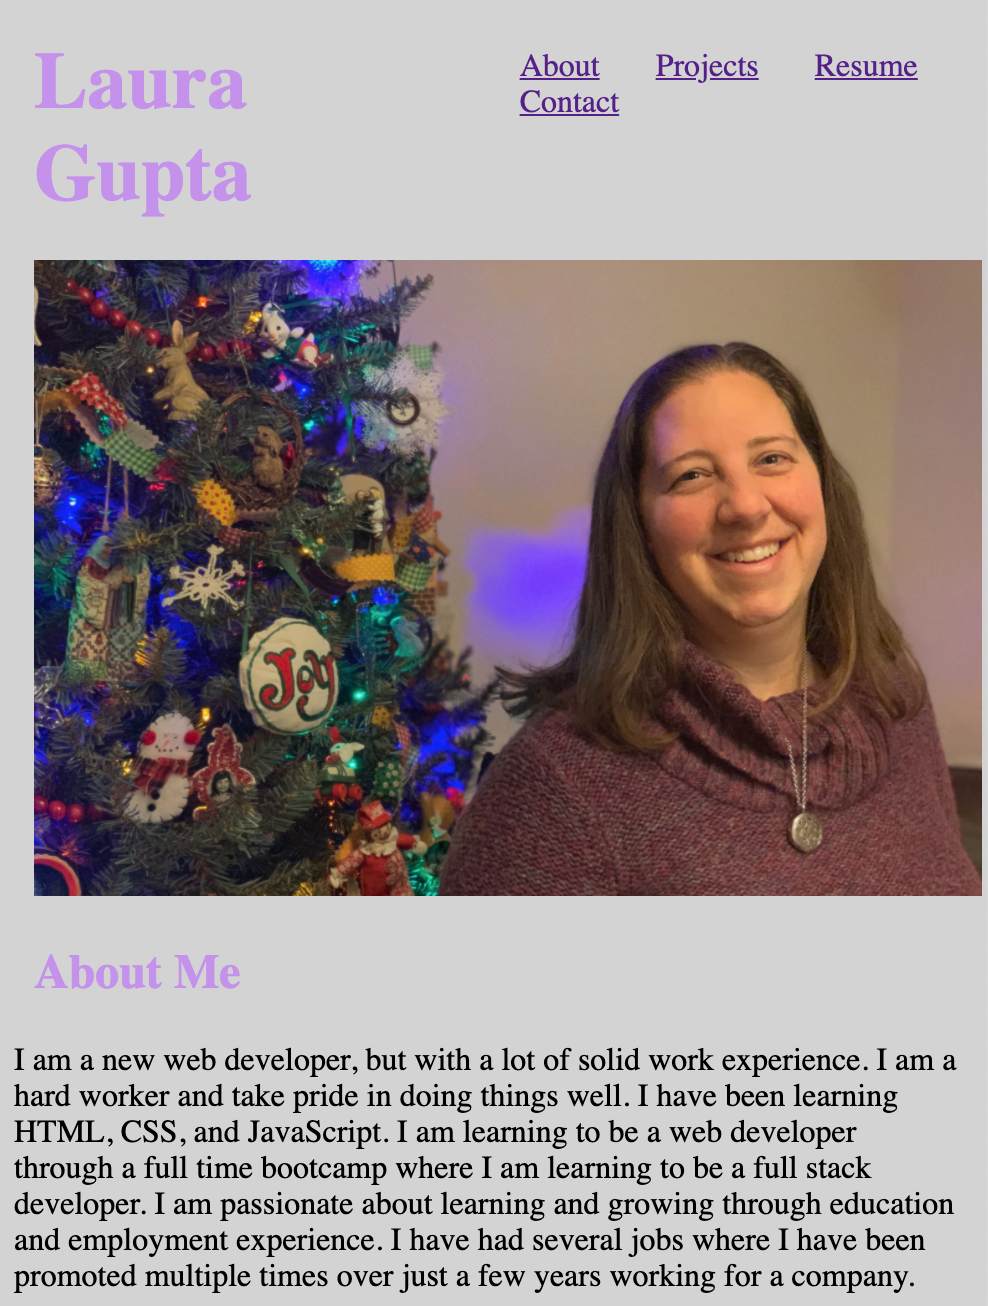 Laura
Gupta
About Projects Resume
Contact
Joy
About Me
I am a new web developer, but with a lot of solid work experience. I am a
hard worker and take pride in doing things well. I have been learning
HTML, CSS, and JavaScript. I am learning to be a web developer
through a full time bootcamp where I am learning to be a full stack
developer. I am passionate about learning and growing through education
and employment experience. I have had several jobs where I have been
promoted multiple times over just a few years working for a company.